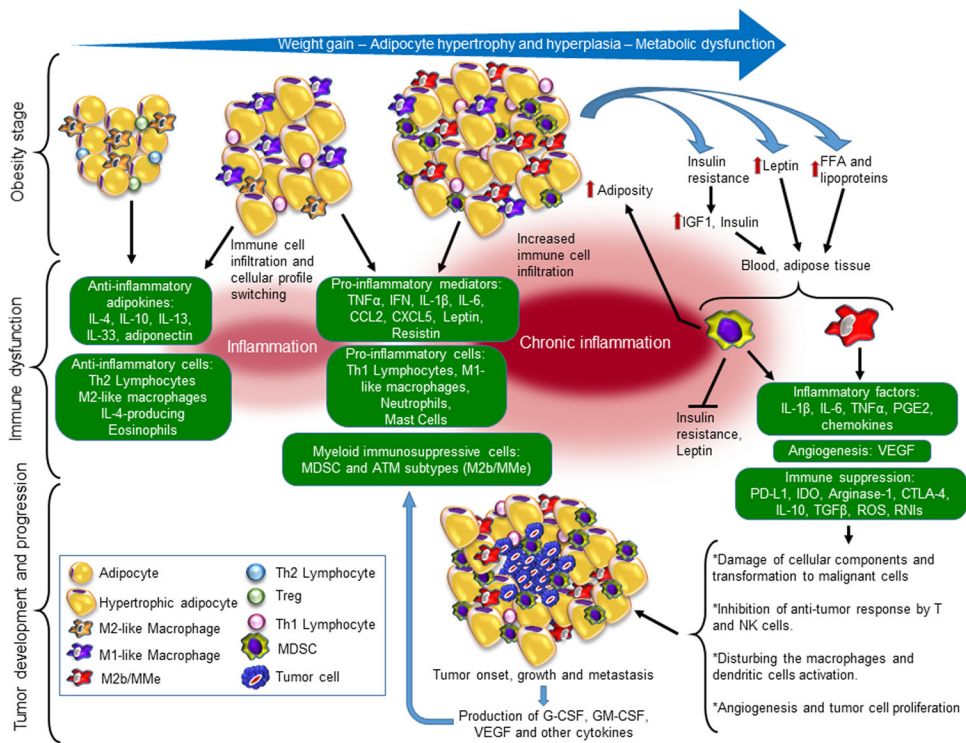 Weight gain – Adipocyte hypertrophy and hyperplasia – Metabolic dysfunction
Obesity stage
Insulin
resistance
Leptin
FFA and
lipoproteins
Adiposity
IGF1, Insulin
Blood, adipose tissue
Immune cell
infiltration and
cellular profile
switching
Increased
immune cell
infiltration
Immune dysfunction
Anti-inflammatory
adipokines:
IL-4, IL-10, IL-13,
IL-33, adiponectin
Anti-inflammatory cells:
Th2 Lymphocytes
M2-like macrophages
IL-4-producing
Eosinophils
Inflammation
Pro-inflammatory mediators:
TNFα, IFN, IL-1β, IL-6,
CCL2, CXCL5, Leptin,
Resistin
Pro-inflammatory cells:
Th1 Lymphocytes, M1-
like macrophages,
Neutrophils,
Mast Cells
Myeloid immunosuppressive cells:
MDSC and ATM subtypes (M2b/MMe)
Chronic inflammation
Insulin
resistance,
Leptin
Inflammatory factors:
IL-1β, IL-6, TNFα, PGE2,
chemokines
Angiogenesis: VEGF
Immune suppression:
PD-L1, IDO, Arginase-1, CTLA-4,
IL-10, TGFβ, ROS, RNIs
Tumor development and progression
Adipocyte
Hypertrophic adipocyte
M2-like Macrophage
M1-like Macrophage
M2b/MMe
Th2 Lymphocyte
Treg
Th1 Lymphocyte
MDSC
Tumor cell
Tumor onset, growth and metastasis
Production of G-CSF, GM-CSF,
VEGF and other cytokines
*Damage of cellular components and
transformation to malignant cells
*Inhibition of anti-tumor response by T
and NK cells.
*Disturbing the macrophages and
dendritic cells activation.
*Angiogenesis and tumor cell proliferation